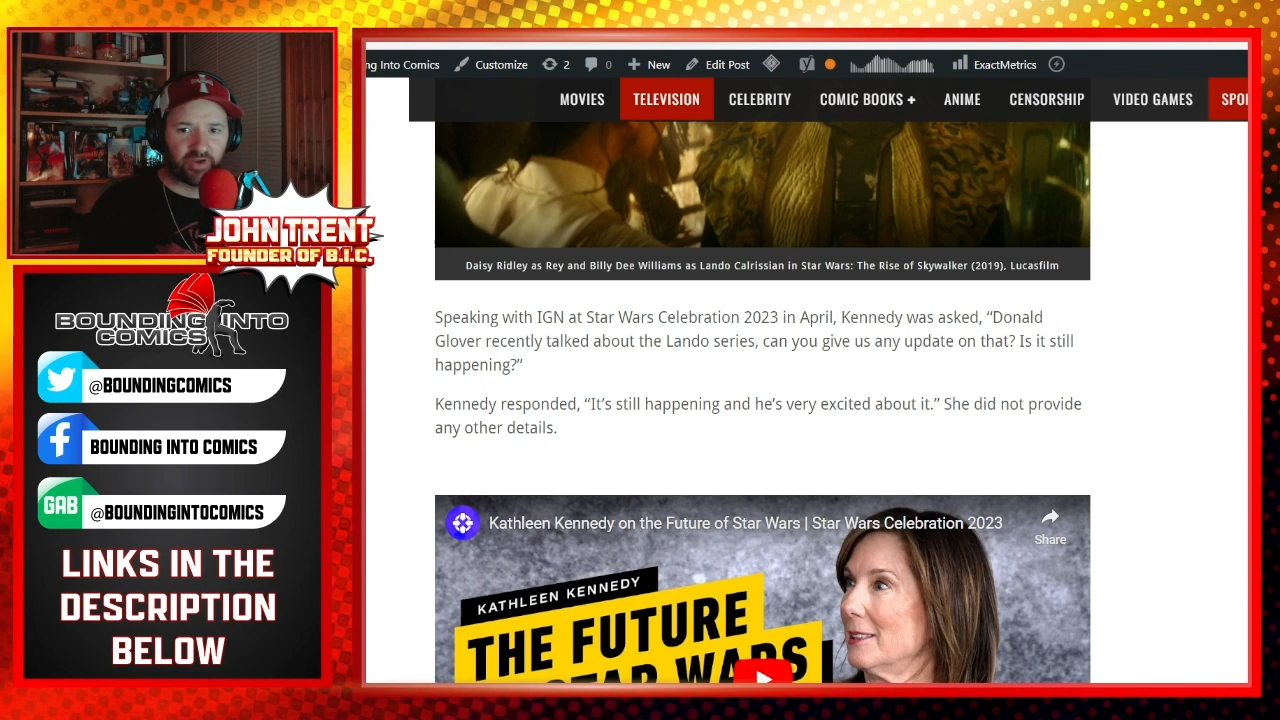 JOHN TRENT
FOUNDER OF B.I.C.
BOUNDING INTO
COMICS
@BOUNDINGCOMICS
BOUNDING INTO COMICS
GAB
@BOUNDINGINTOCOMICS
LINKS IN THE
DESCRIPTION
BELOW
ng Into Comics Customize 2 0 New Edit Post ExactMetrics
MOVIES TELEVISION CELEBRITY COMIC BOOKS + ANIME CENSORSHIP VIDEO GAMES SPO
Daisy Ridley as Rey and Billy Dee Williams as Lando Calrissian in Star Wars: The Rise of Skywalker (2019), Lucasfilm
Speaking with IGN at Star Wars Celebration 2023 in April, Kennedy was asked, “Donald
Glover recently talked about the Lando series, can you give us any update on that? Is it still
happening?”
Kennedy responded, “It’s still happening and he’s very excited about it.” She did not provide
any other details.
Kathleen Kennedy on the Future of Star Wars | Star Wars Celebration 2023
Share
KATHLEEN KENNEDY
THE FUTURE
STAR WARS